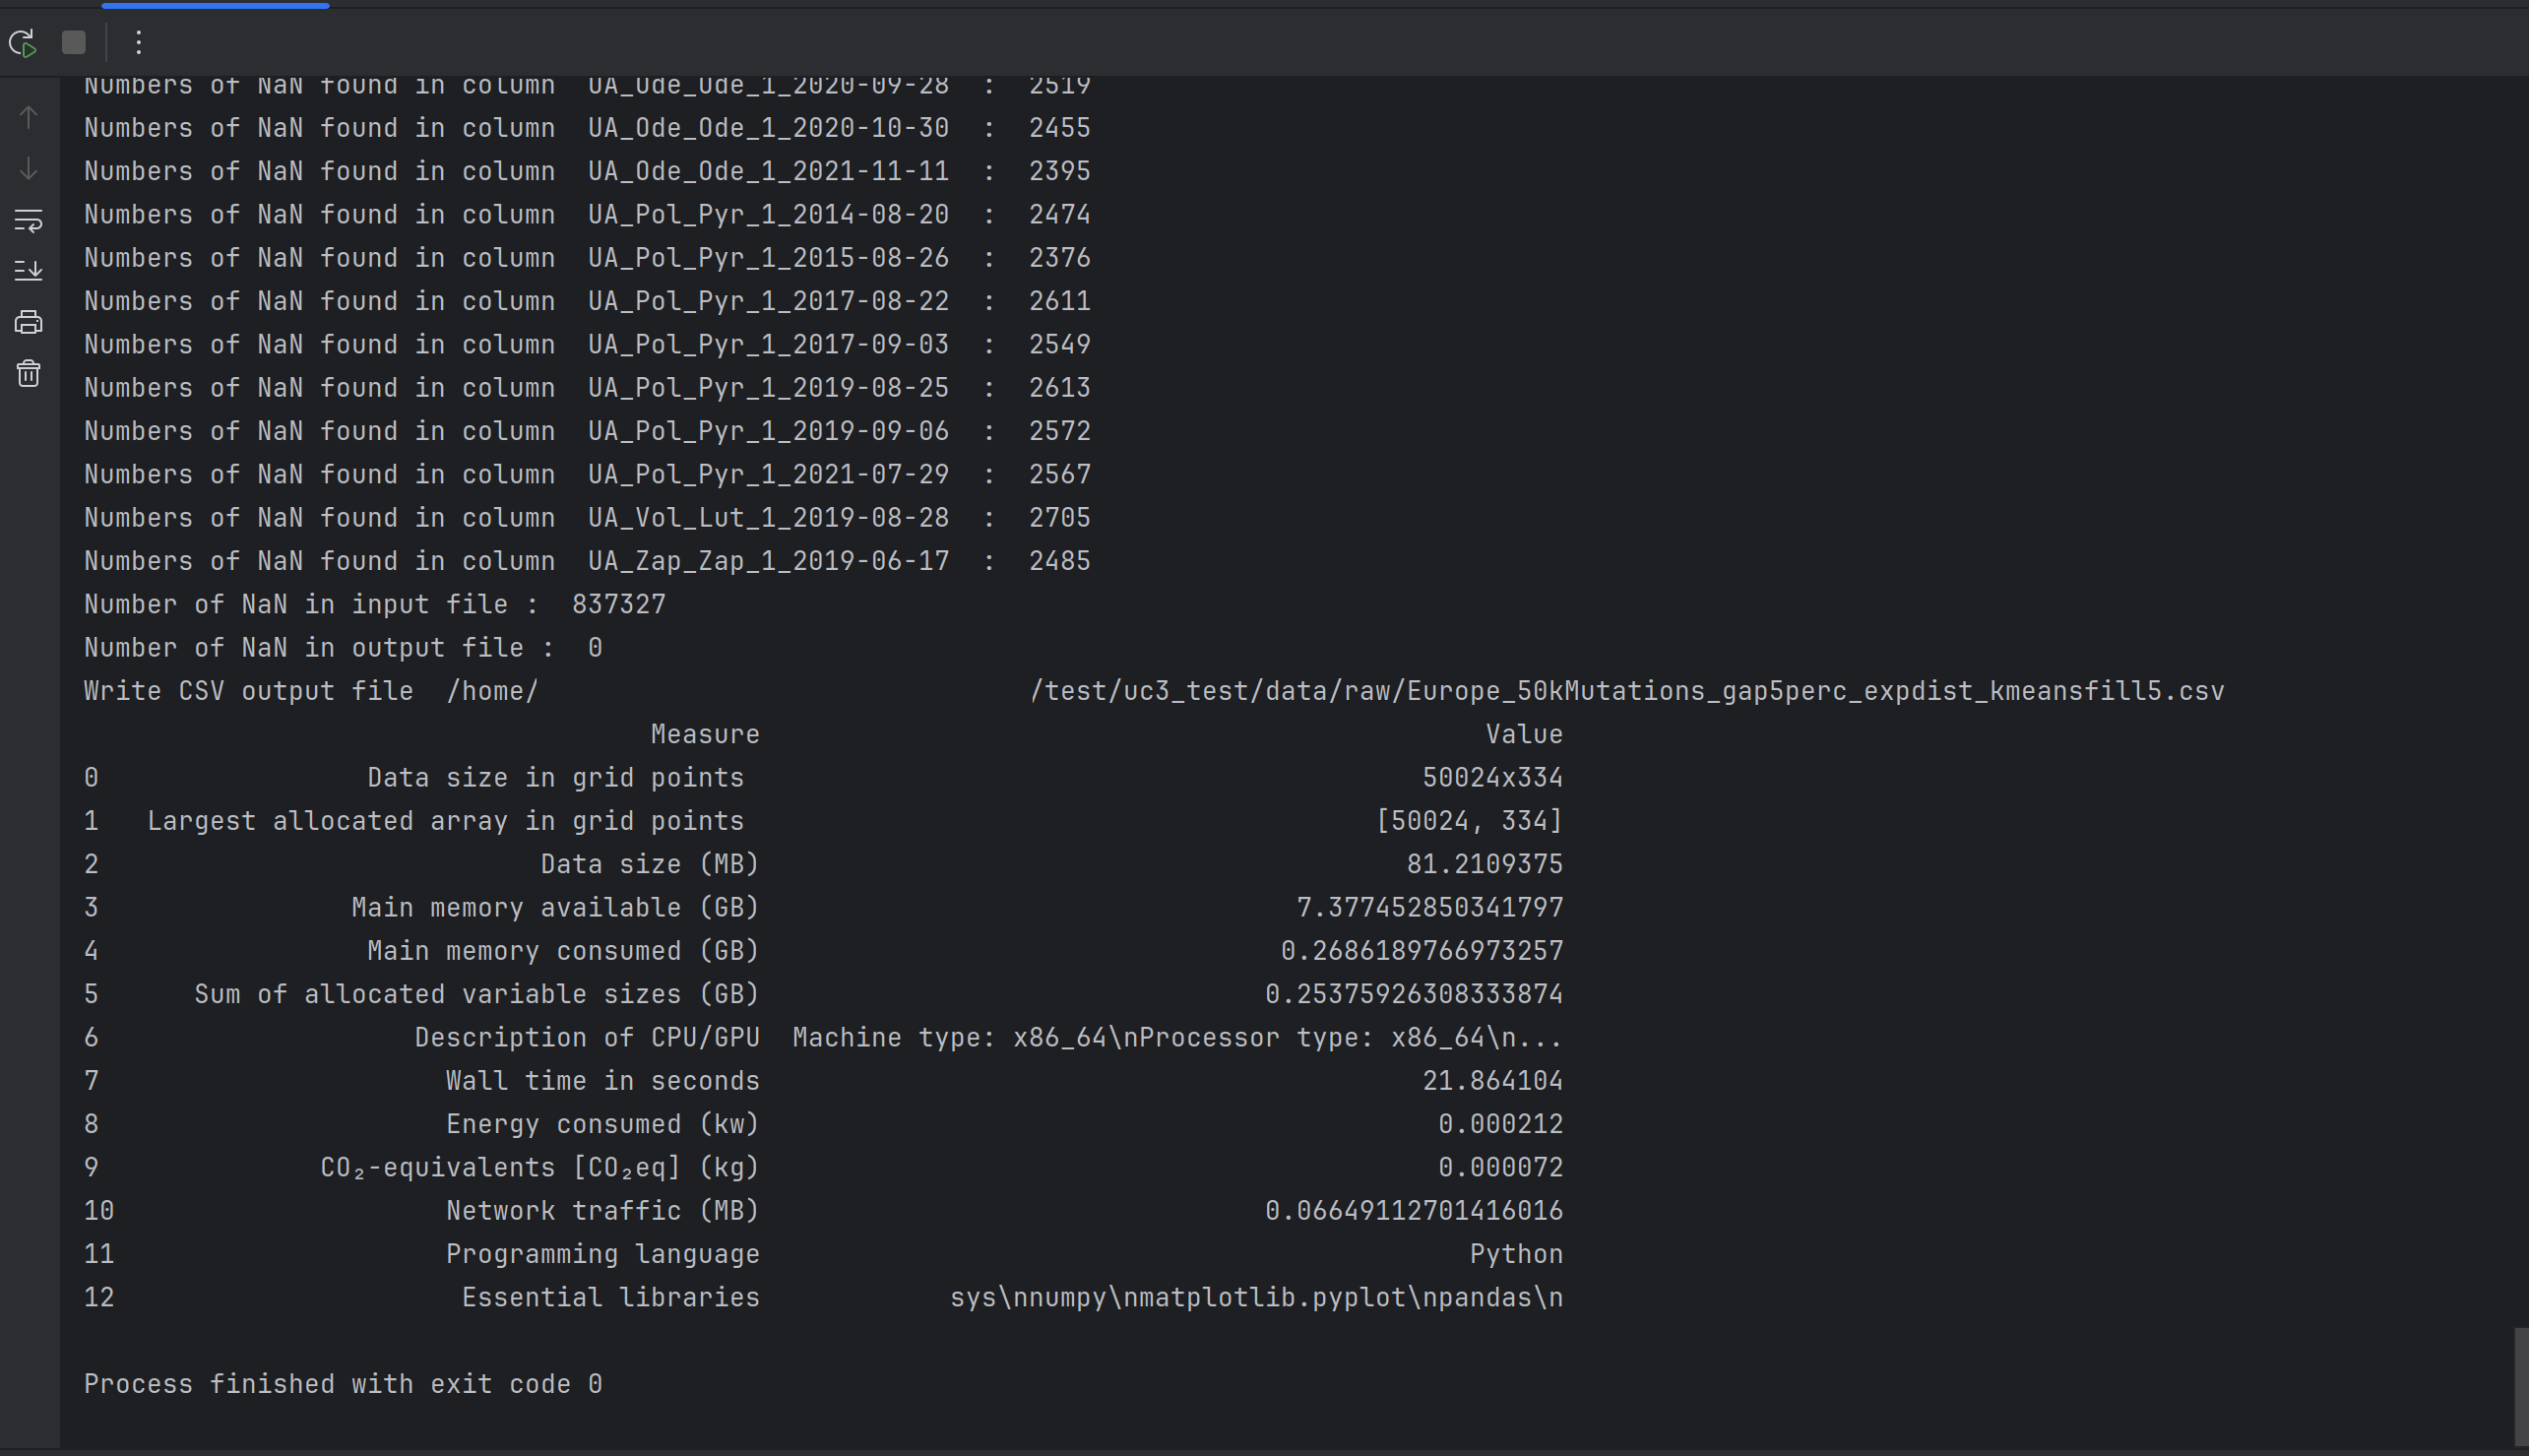 Numbers of NaN found in column  UA_Ode_Ode_1_2020-09-28  :  2519
Numbers of NaN found in column  UA_Ode_Ode_1_2020-10-30  :  2455
Numbers of NaN found in column  UA_Ode_Ode_1_2021-11-11  :  2395
Numbers of NaN found in column  UA_Pol_Pyr_1_2014-08-20  :  2474
Numbers of NaN found in column  UA_Pol_Pyr_1_2015-08-26  :  2376
Numbers of NaN found in column  UA_Pol_Pyr_1_2017-08-22  :  2611
Numbers of NaN found in column  UA_Pol_Pyr_1_2017-09-03  :  2549
Numbers of NaN found in column  UA_Pol_Pyr_1_2019-08-25  :  2613
Numbers of NaN found in column  UA_Pol_Pyr_1_2019-09-06  :  2572
Numbers of NaN found in column  UA_Pol_Pyr_1_2021-07-29  :  2567
Numbers of NaN found in column  UA_Vol_Lut_1_2019-08-28  :  2705
Numbers of NaN found in column  UA_Zap_Zap_1_2019-06-17  :  2485
Number of NaN in input file :  837327
Number of NaN in output file :  0
Write CSV output file  /home/ /test/uc3_test/data/raw/Europe_50kMutations_gap5perc_expdist_kmeansfill5.csv
Measure Value
0 Data size in grid points 50024x334
1 Largest allocated array in grid points [50024, 334]
2 Data size (MB) 81.2109375
3 Main memory available (GB) 7.377452850341797
4 Main memory consumed (GB) 0.2686189766973257
5 Sum of allocated variable sizes (GB) 0.25375926308333874
6 Description of CPU/GPU Machine type: x86_64\nProcessor type: x86_64\n...
7 Wall time in seconds 21.864104
8 Energy consumed (kw) 0.000212
9 CO₂-equivalents [CO₂eq] (kg) 0.000072
10 Network traffic (MB) 0.06649112701416016
11 Programming language Python
12 Essential libraries sys\nnumpy\nmatplotlib.pyplot\npandas\n
Process finished with exit code 0